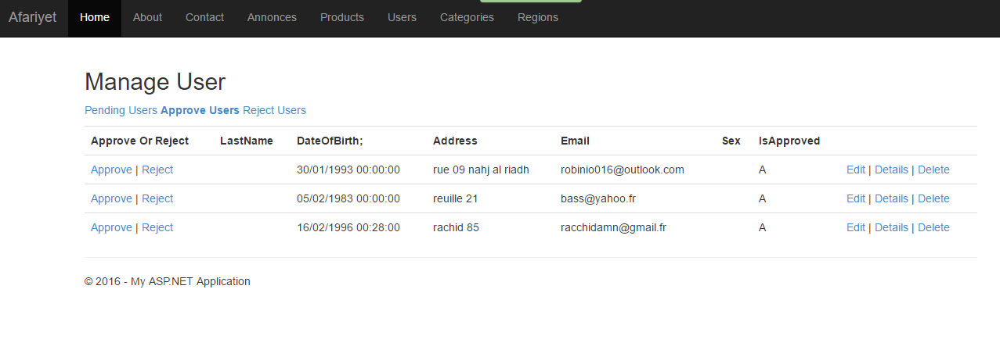 Afariyet Home About Contact Annonces Products Users Categories Regions
Manage User
Pending Users Approve Users Reject Users
Approve Or Reject LastName DateOfBirth; Address Email Sex IsApproved
Approve | Reject 30/01/1993 00:00:00 rue 09 nahj al riadh robinio016@outlook.com A Edit | Details | Delete
Approve | Reject 05/02/1983 00:00:00 reuille 21 bass@yahoo.fr A Edit | Details | Delete
Approve | Reject 16/02/1996 00:28:00 rachid 85 racchidamn@gmail.fr A Edit | Details | Delete
© 2016 - My ASP.NET Application